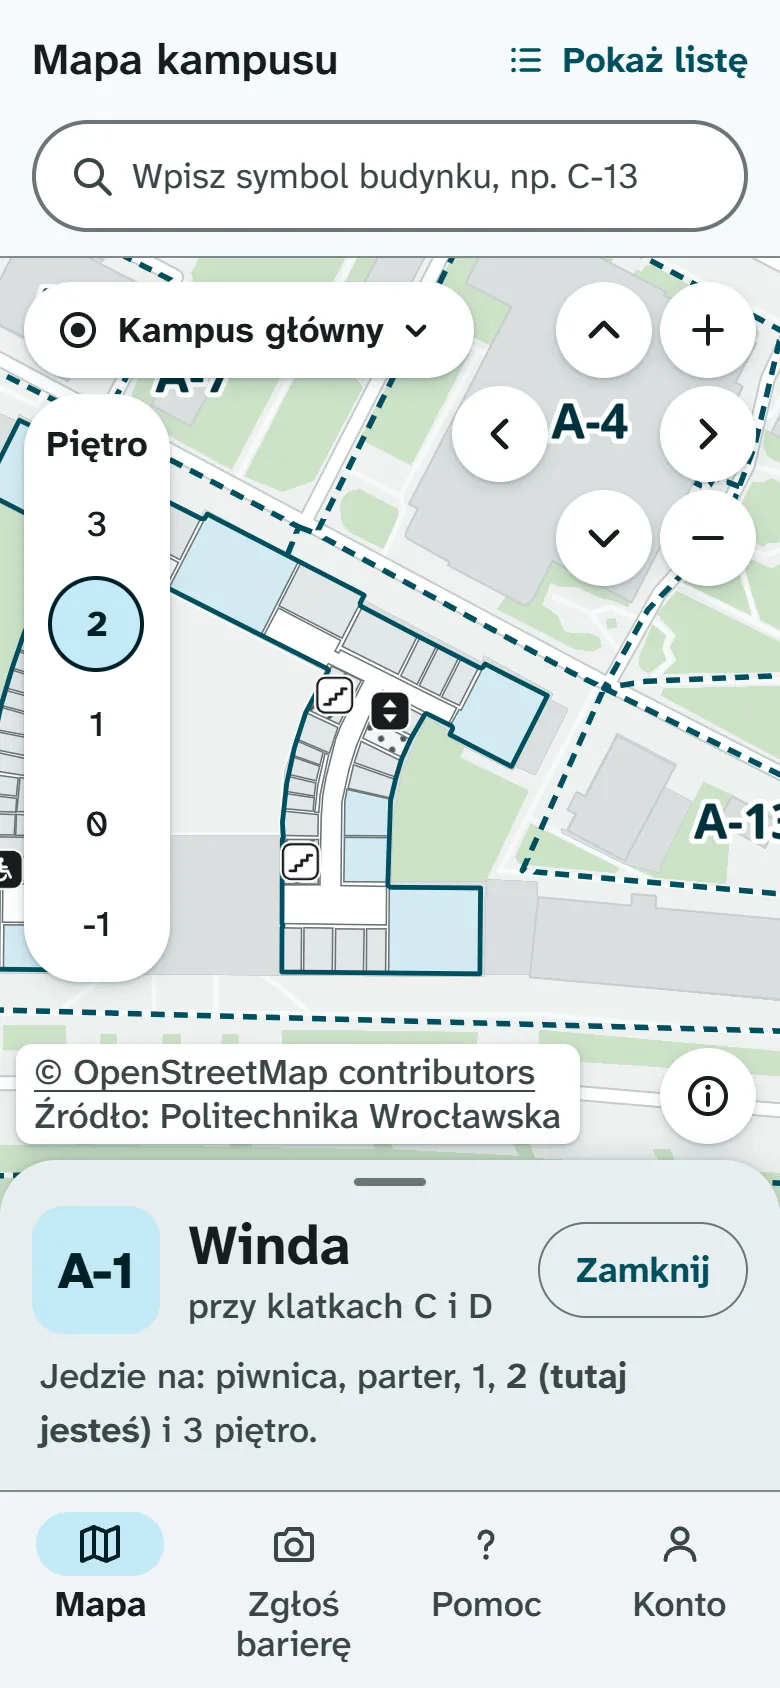 Mapa kampusu
Pokaż listę
Wpisz symbol budynku, np. C-13
Kampus główny
A-7
A-4
Piętro
3
2
1
0
-1
A-13
© OpenStreetMap contributors
Źródło: Politechnika Wrocławska
A-1
Winda
przy klatkach C i D
Zamknij
Jedzie na: piwnica, parter, 1, 2 (tutaj
jesteś) i 3 piętro.
Mapa
Zgłoś
barierę
Pomoc
Konto